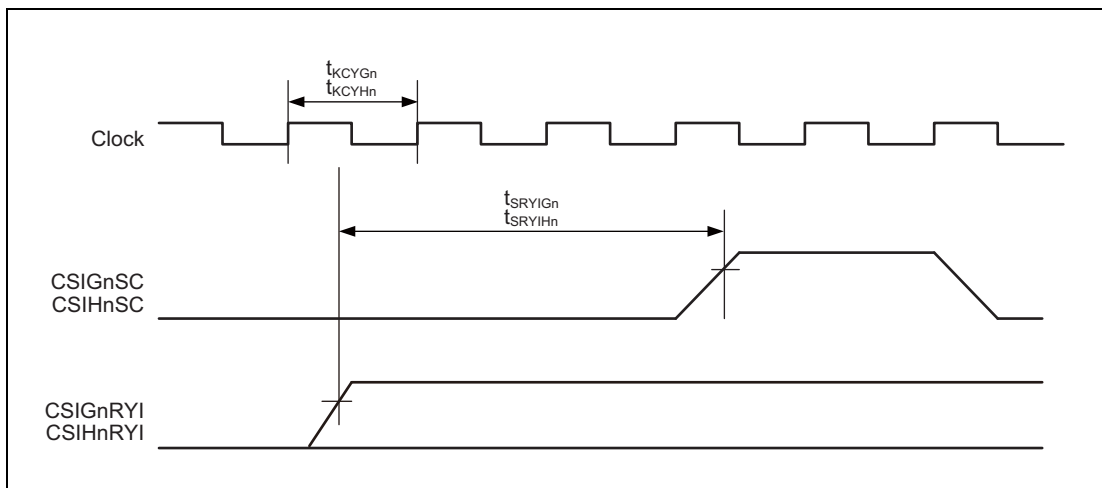 tKCYGn
tKCYHn
Clock
tSRYIGn
tSRYIHn
CSIGnSC
CSIHnSC
CSIGnRYI
CSIHnRYI